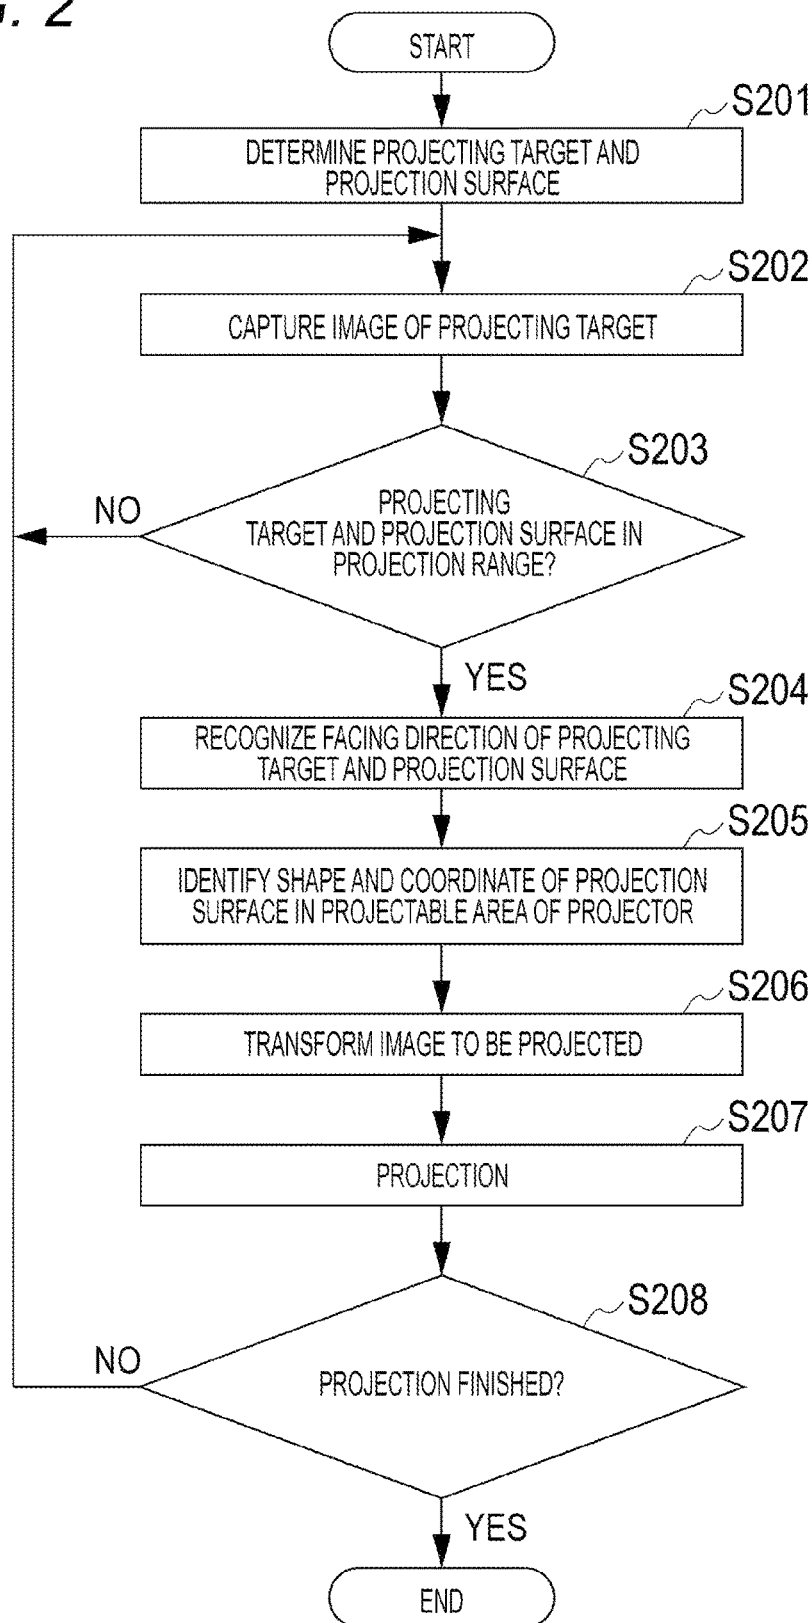 2
START
S201
DETERMINE PROJECTING TARGET AND
PROJECTION SURFACE
S202
CAPTURE IMAGE OF PROJECTING TARGET
S203
NO
PROJECTING
TARGET AND PROJECTION SURFACE IN
PROJECTION RANGE?
YES
S204
RECOGNIZE FACING DIRECTION OF PROJECTING
TARGET AND PROJECTION SURFACE
S205
IDENTIFY SHAPE AND COORDINATE OF PROJECTION
SURFACE IN PROJECTABLE AREA OF PROJECTOR
S206
TRANSFORM IMAGE TO BE PROJECTED
S207
PROJECTION
S208
NO
PROJECTION FINISHED?
YES
END